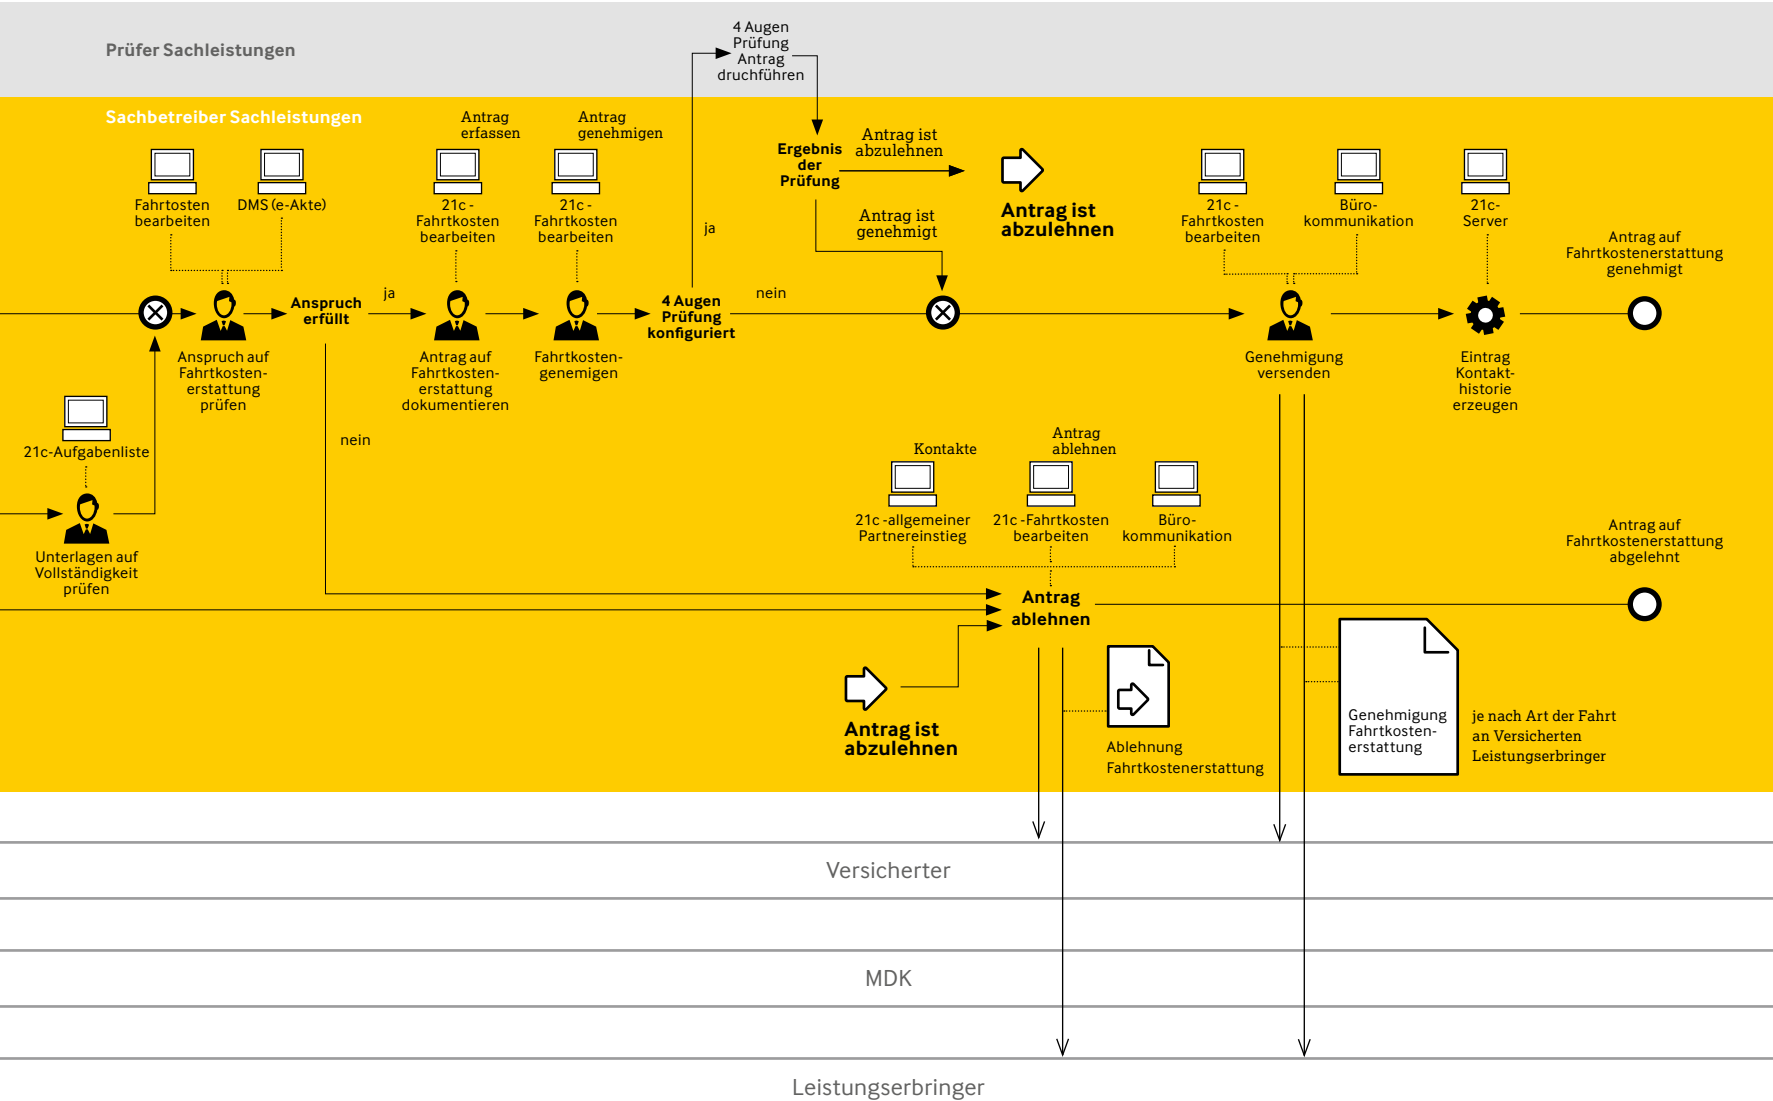 Prüfer Sachleistungen
4 Augen
Prüfung
Antrag
druchführen
Sachbetreiber Sachleistungen
Fahrtosten
bearbeiten
DMS (e-Akte)
Antrag
erfassen
21c -
Fahrtkosten
bearbeiten
Antrag
genehmigen
21c -
Fahrtkosten
bearbeiten
ja
Ergebnis
der
Prüfung
Antrag ist
abzulehnen
Antrag ist
genehmigt
Antrag ist
abzulehnen
21c -
Fahrtkosten
bearbeiten
Büro-
kommunikation
21c-
Server
Antrag auf
Fahrtkostenerstattung
genehmigt
Anspruch auf
Fahrtkosten-
erstattung
prüfen
Anspruch
erfüllt
ja
nein
Antrag auf
Fahrtkosten-
erstattung
dokumentieren
Fahrtkosten-
genemigen
4 Augen
Prüfung
konfiguriert
nein
Genehmigung
versenden
Eintrag
Kontakt-
historie
erzeugen
21c-Aufgabenliste
Unterlagen auf
Vollständigkeit
prüfen
Kontakte
21c -allgemeiner
Partnereinstieg
Antrag
ablehnen
21c -Fahrtkosten
bearbeiten
Büro-
kommunikation
Antrag auf
Fahrtkostenerstattung
abgelehnt
Antrag
ablehnen
Antrag ist
abzulehnen
Ablehnung
Fahrtkostenerstattung
Genehmigung
Fahrtkosten-
erstattung
je nach Art der Fahrt
an Versicherten
Leistungserbringer
Versicherter
MDK
Leistungserbringer